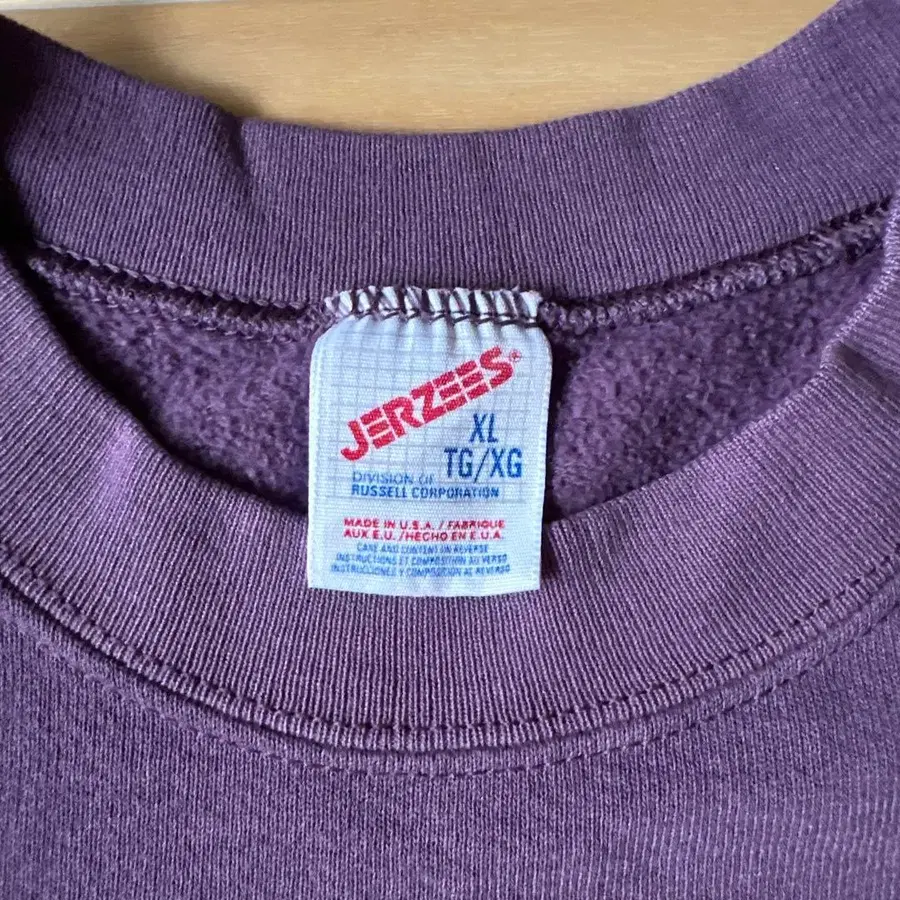 JERZEES®
XL
TG/XG
DIVISION OF
RUSSELL CORPORATION
MADE IN U.S.A. / FABRIQUE
AUX E.U. /HECHO EN E.U.A.
CARE AND CONTENT ON REVERSE
INSTRUCTIONS ET COMPOSITION AU VERSO
INSTRUCCIONES Y COMPOSICION AL REVERSO